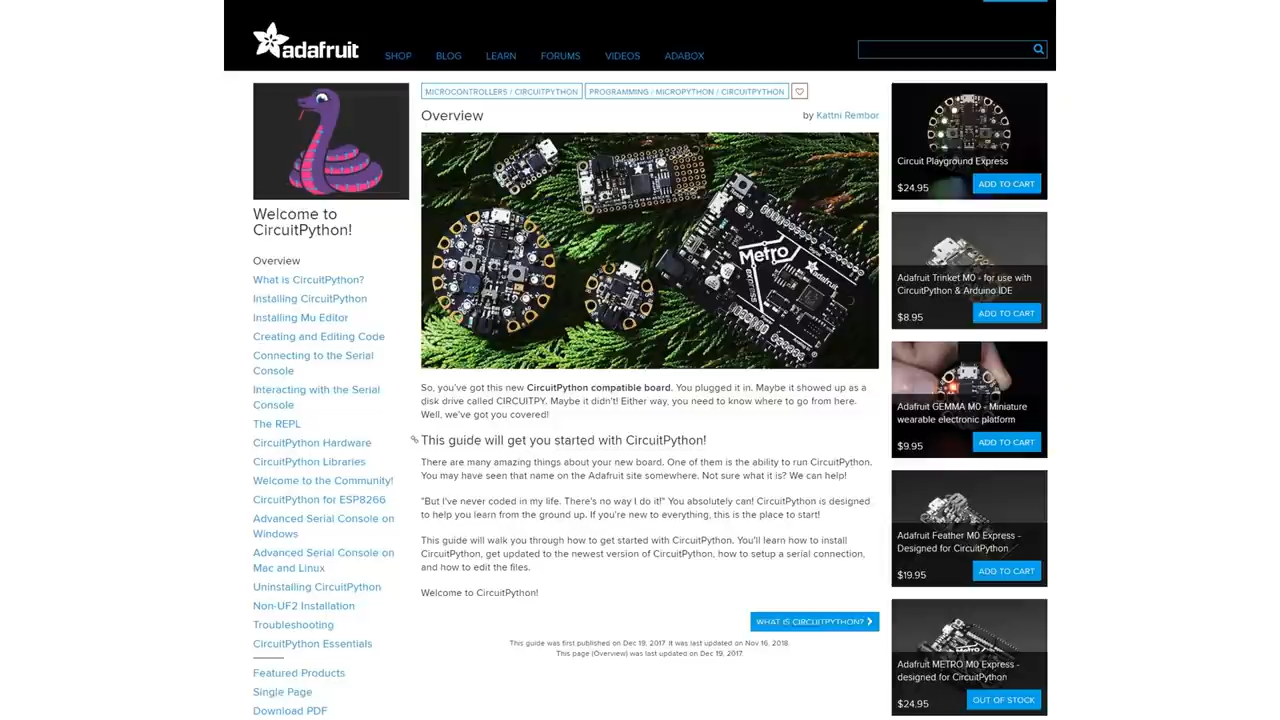 adafruit
SHOP BLOG LEARN FORUMS VIDEOS ADABOX
Welcome to
CircuitPython!
Overview
What is CircuitPython?
Installing CircuitPython
Installing Mu Editor
Creating and Editing Code
Connecting to the Serial
Console
Interacting with the Serial
Console
The REPL
CircuitPython Hardware
CircuitPython Libraries
Welcome to the Community!
CircuitPython for ESP8266
Advanced Serial Console on
Windows
Advanced Serial Console on
Mac and Linux
Uninstalling CircuitPython
Non-UF2 Installation
Troubleshooting
CircuitPython Essentials
Featured Products
Single Page
Download PDF
MICROCONTROLLERS / CIRCUITPYTHON PROGRAMMING / MICROPYTHON / CIRCUITPYTHON
Overview by Kattni Rembor
Metro
express
adafruit
So, you've got this new CircuitPython compatible board. You plugged it in. Maybe it showed up as a
disk drive called CIRCUITPY. Maybe it didn't! Either way, you need to know where to go from here.
Well, we've got you covered!
This guide will get you started with CircuitPython!
There are many amazing things about your new board. One of them is the ability to run CircuitPython.
You may have seen that name on the Adafruit site somewhere. Not sure what it is? We can help!
"But I've never coded in my life. There's no way I do it!" You absolutely can! CircuitPython is designed
to help you learn from the ground up. If you're new to everything, this is the place to start!
This guide will walk you through how to get started with CircuitPython. You'll learn how to install
CircuitPython, get updated to the newest version of CircuitPython, how to setup a serial connection,
and how to edit the files.
Welcome to CircuitPython!
WHAT IS CIRCUITPYTHON?
This guide was first published on Dec 19, 2017. It was last updated on Nov 16, 2018.
This page (Overview) was last updated on Dec 19, 2017.
Circuit Playground Express
$24.95 ADD TO CART
Adafruit Trinket M0 - for use with
CircuitPython & Arduino IDE
$8.95 ADD TO CART
Adafruit GEMMA M0 - Miniature
wearable electronic platform
$9.95 ADD TO CART
Adafruit Feather M0 Express -
Designed for CircuitPython
$19.95 ADD TO CART
Adafruit METRO M0 Express -
designed for CircuitPython
$24.95 OUT OF STOCK